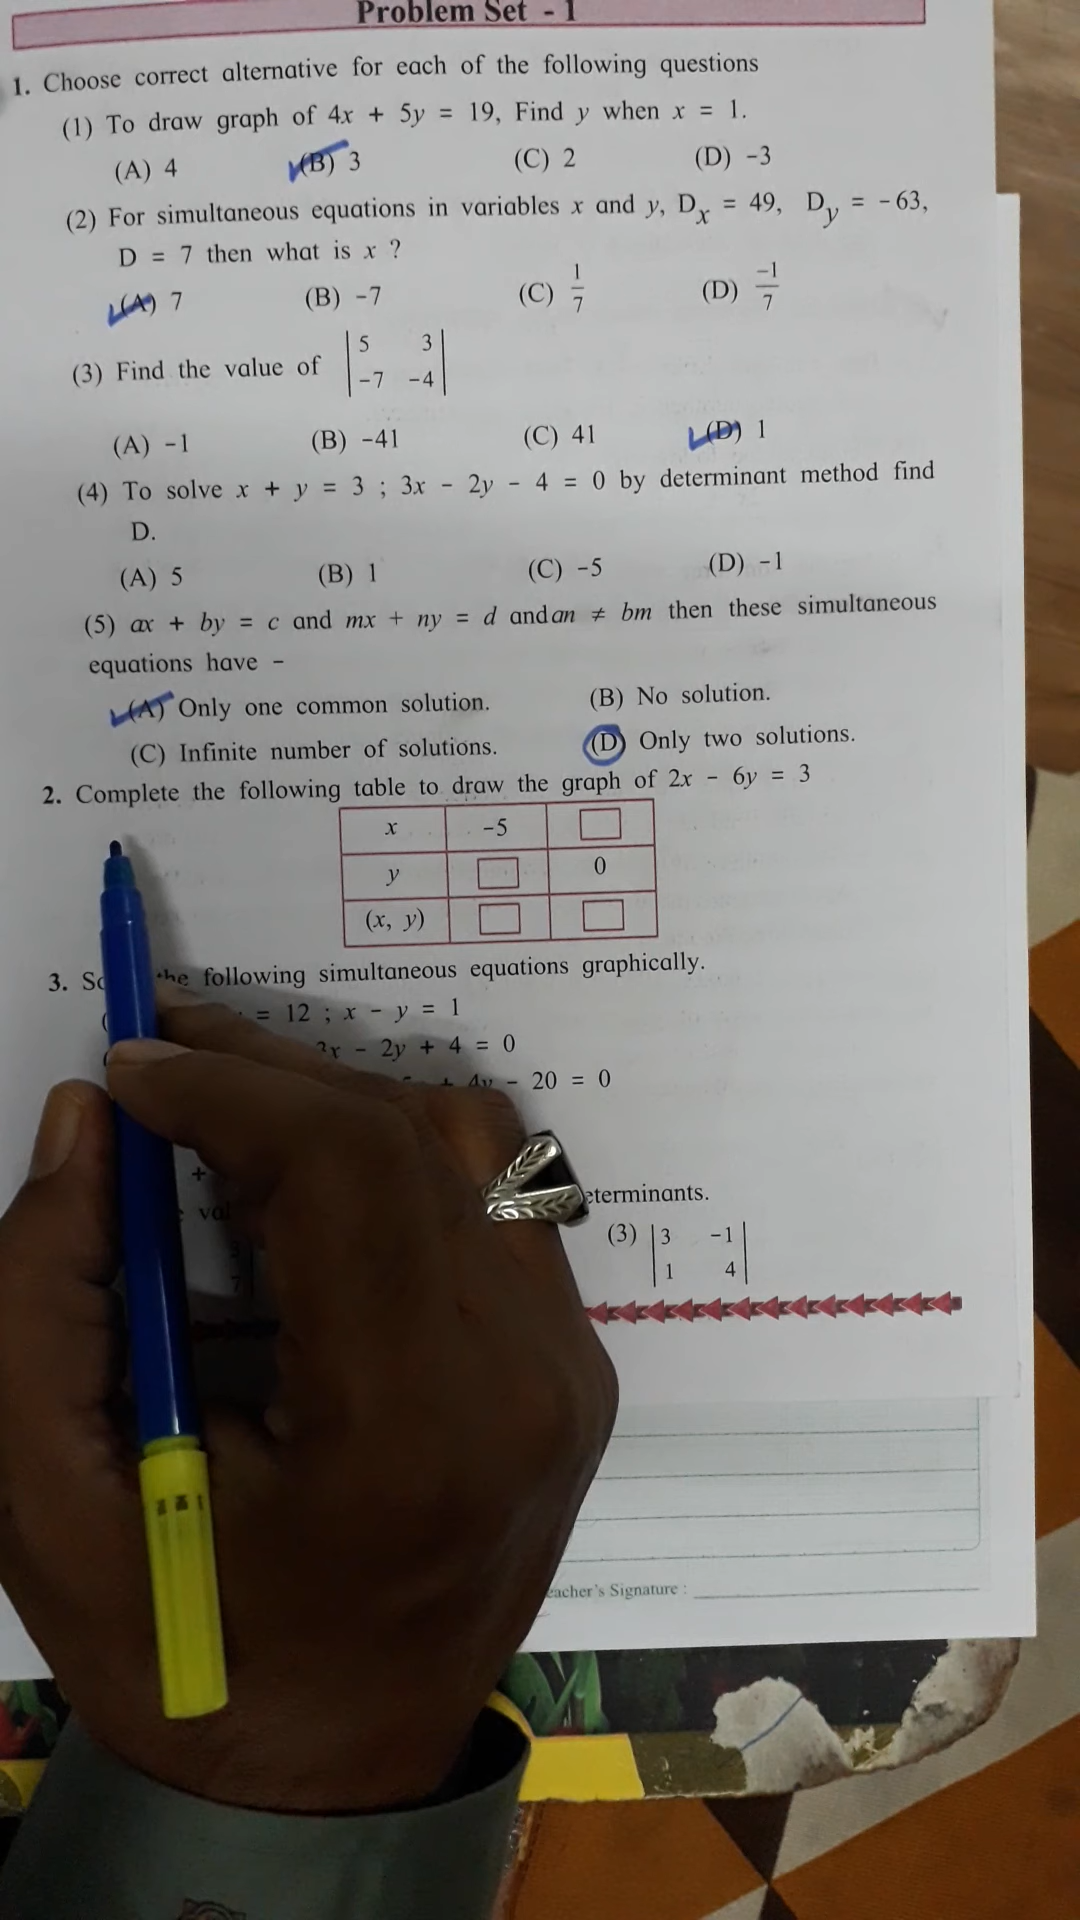 Problem Set - 1
1. Choose correct alternative for each of the following questions
(1) To draw graph of 4x + 5y = 19, Find y when x = 1.
(A) 4 (B) 3 (C) 2 (D) -3
(2) For simultaneous equations in variables x and y, Dx = 49, Dy = -63,
D = 7 then what is x ?
(A) 7 (B) -7 (C) 1/7 (D) -1/7
(3) Find the value of | 5 3 |
| -7 -4 |
(A) -1 (B) -41 (C) 41 (D) 1
(4) To solve x + y = 3 ; 3x - 2y - 4 = 0 by determinant method find
D.
(A) 5 (B) 1 (C) -5 (D) -1
(5) ax + by = c and mx + ny = d and an ≠ bm then these simultaneous
equations have -
(A) Only one common solution. (B) No solution.
(C) Infinite number of solutions. (D) Only two solutions.
2. Complete the following table to draw the graph of 2x - 6y = 3
x -5
y 0
(x, y)
3. the following simultaneous equations graphically.
= 12 ; x - y = 1
- 2y + 4 = 0
- 20 = 0
+
eterminants.
(3) | 3 -1 |
| 1 4 |
eacher's Signature :